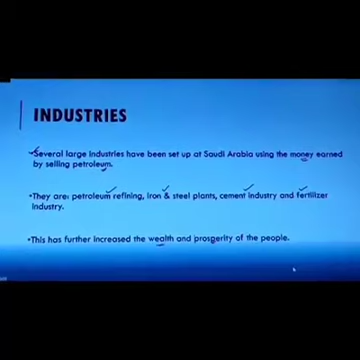 INDUSTRIES
•Several large industries have been set up at Saudi Arabia using the money earned
by selling petroleum.
•They are: petroleum refining, Iron & steel plants, cement industry and fertilizer
industry.
•This has further increased the wealth and prosperity of the people.